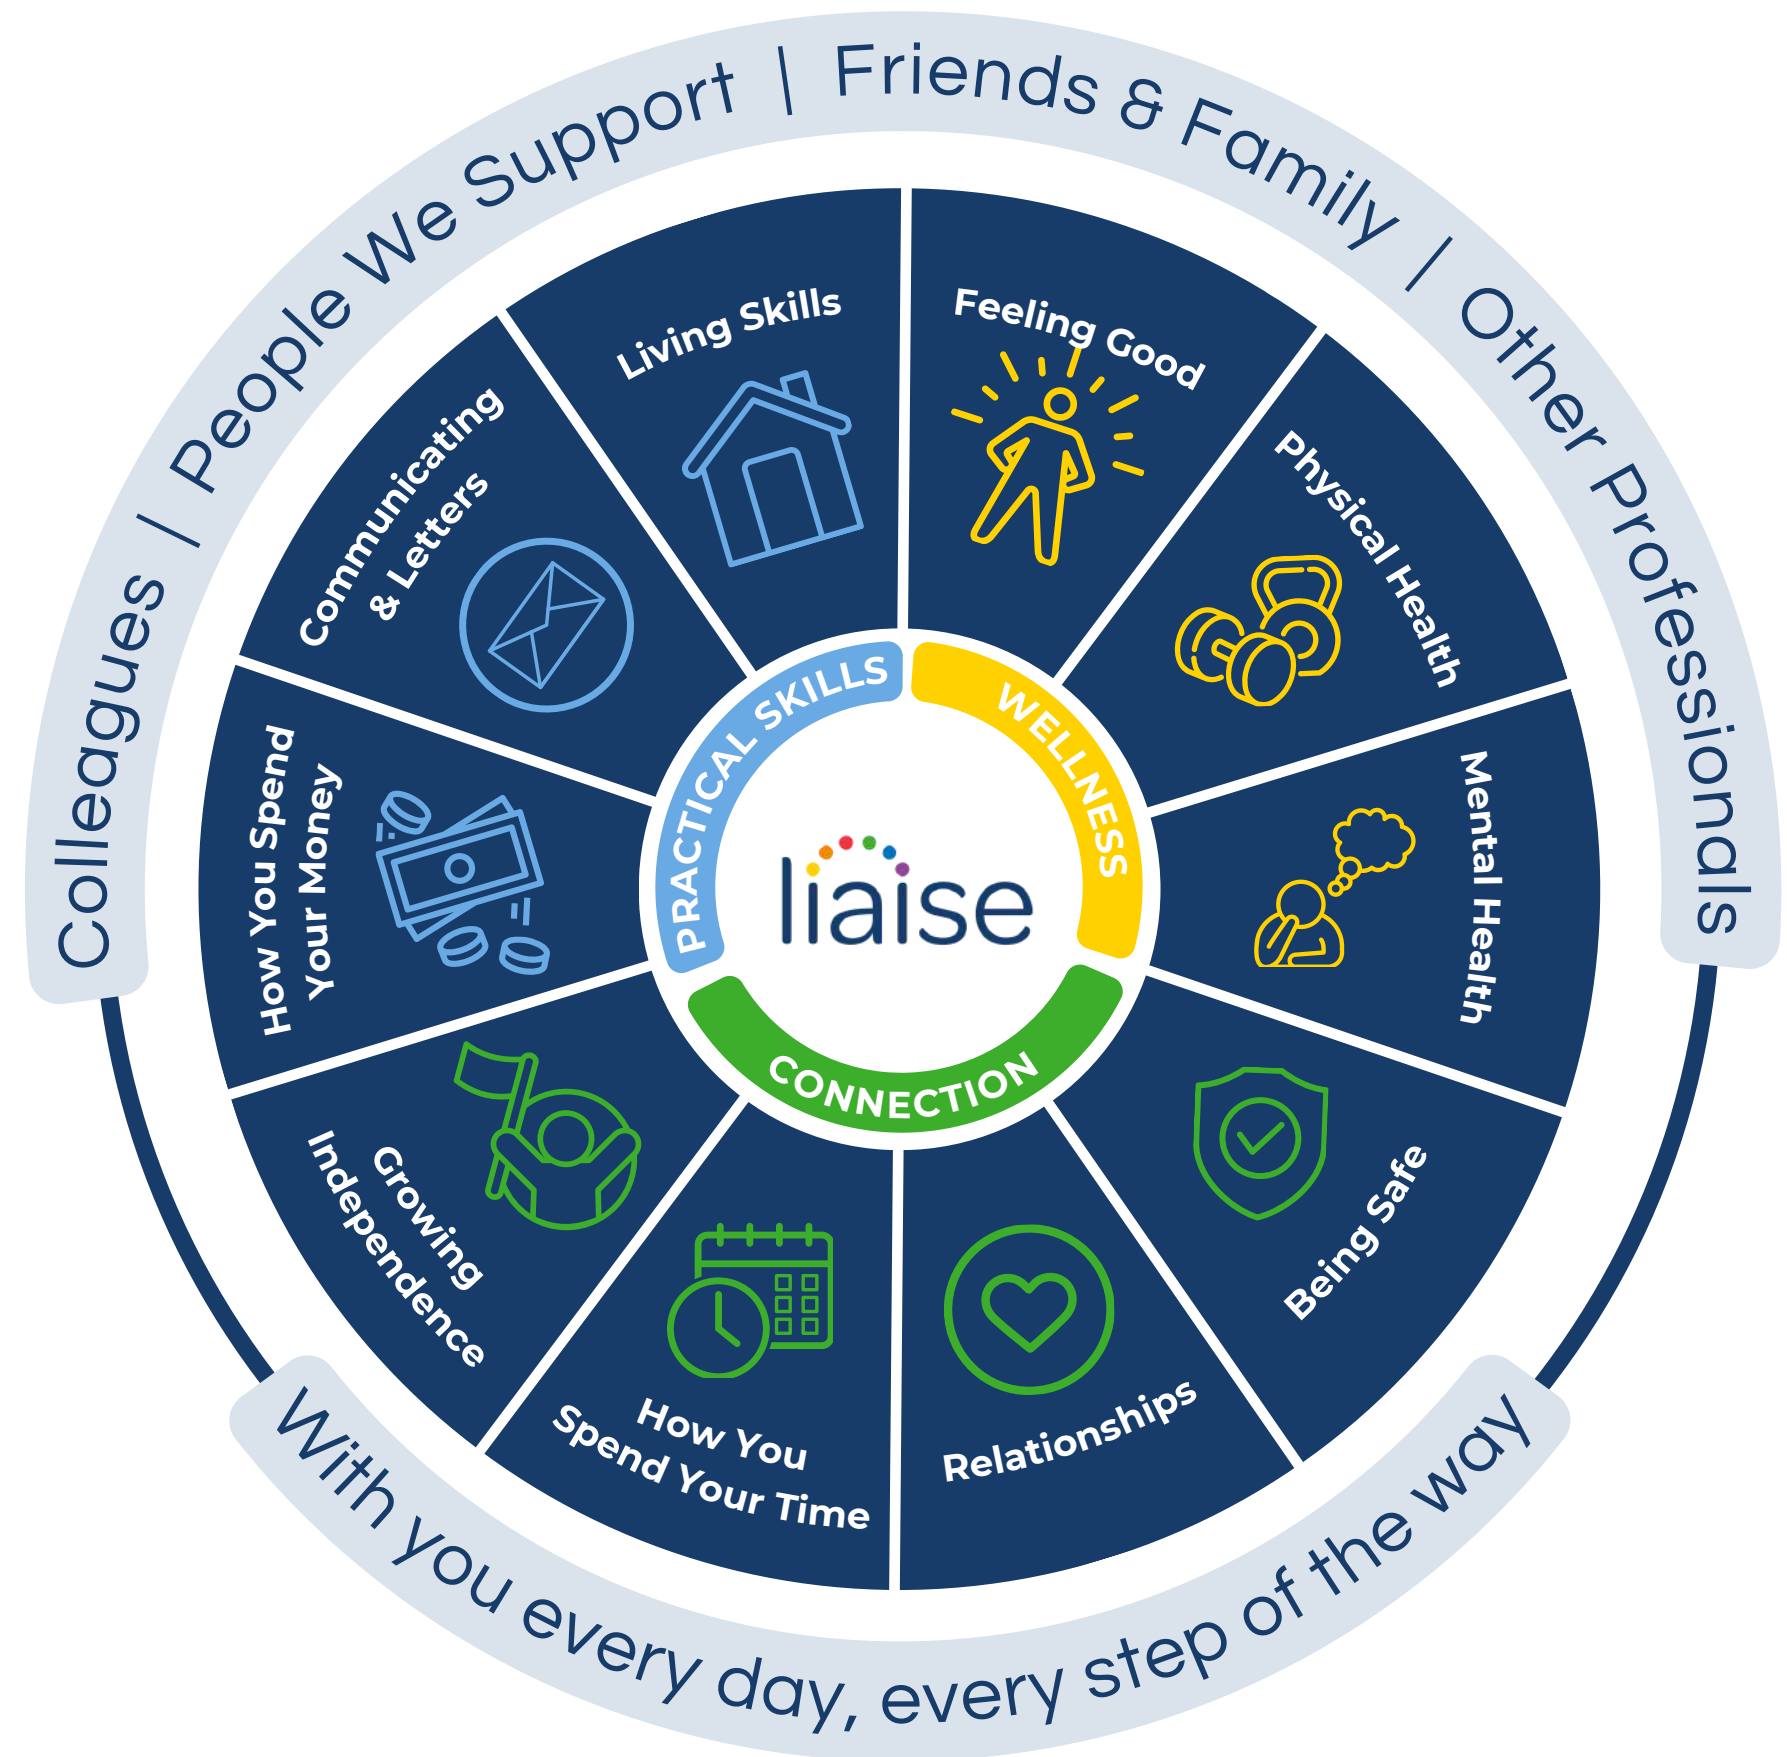 Colleagues | People We Support | Friends & Family | Other Professionals
Living Skills
Feeling Good
Physical Health
Mental Health
Being Safe
Relationships
How You
Spend Your Time
Growing
Independence
How You Spend
Your Money
Communicating
& Letters
PRACTICAL SKILLS
WELLNESS
CONNECTION
liaise
With you every day, every step of the way